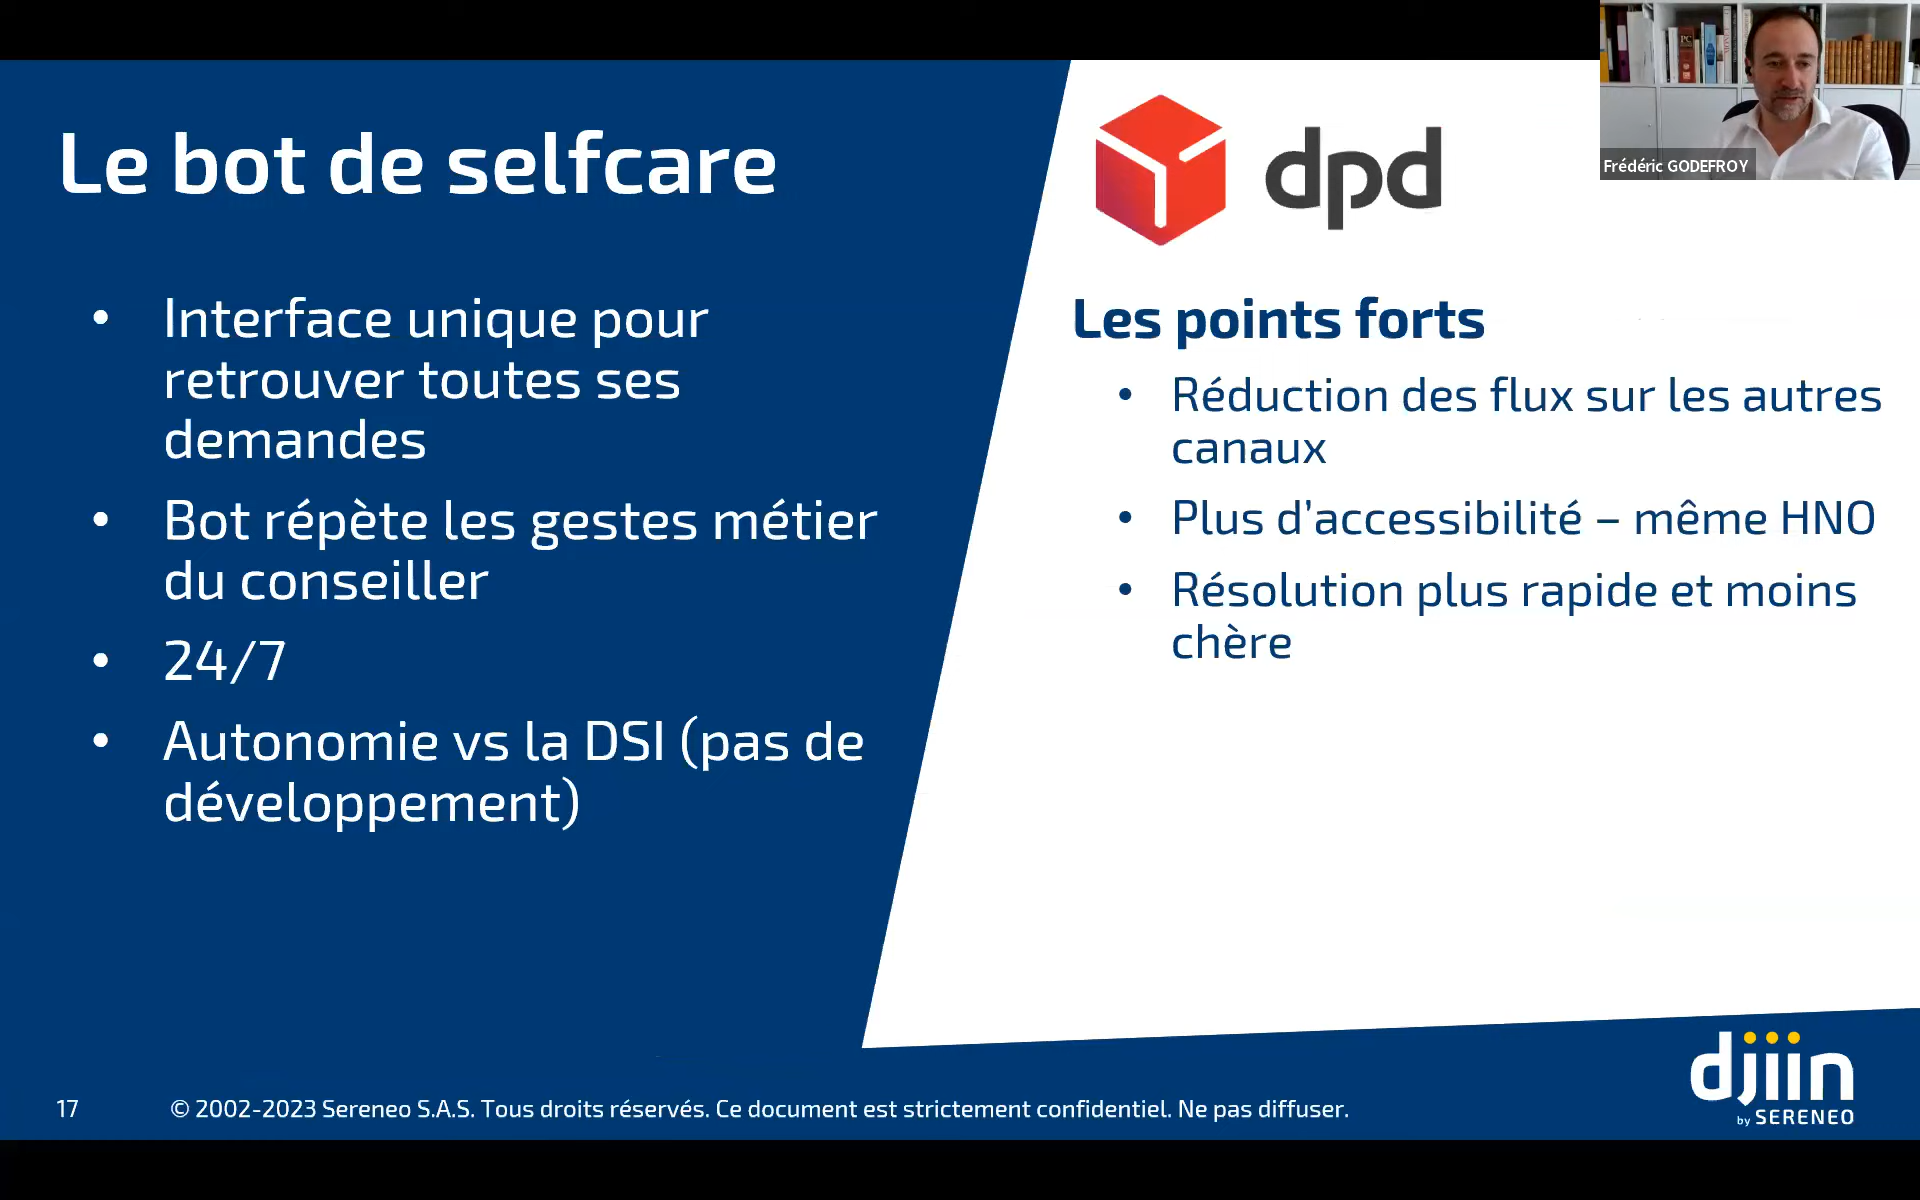 Le bot de selfcare
• Interface unique pour
retrouver toutes ses
demandes
• Bot répète les gestes métier
du conseiller
• 24/7
• Autonomie vs la DSI (pas de
développement)
dpd
Les points forts
• Réduction des flux sur les autres
canaux
• Plus d’accessibilité – même HNO
• Résolution plus rapide et moins
chère
Frédéric GODEFROY
17
© 2002-2023 Sereneo S.A.S. Tous droits réservés. Ce document est strictement confidentiel. Ne pas diffuser.
djiin
by SERENEO